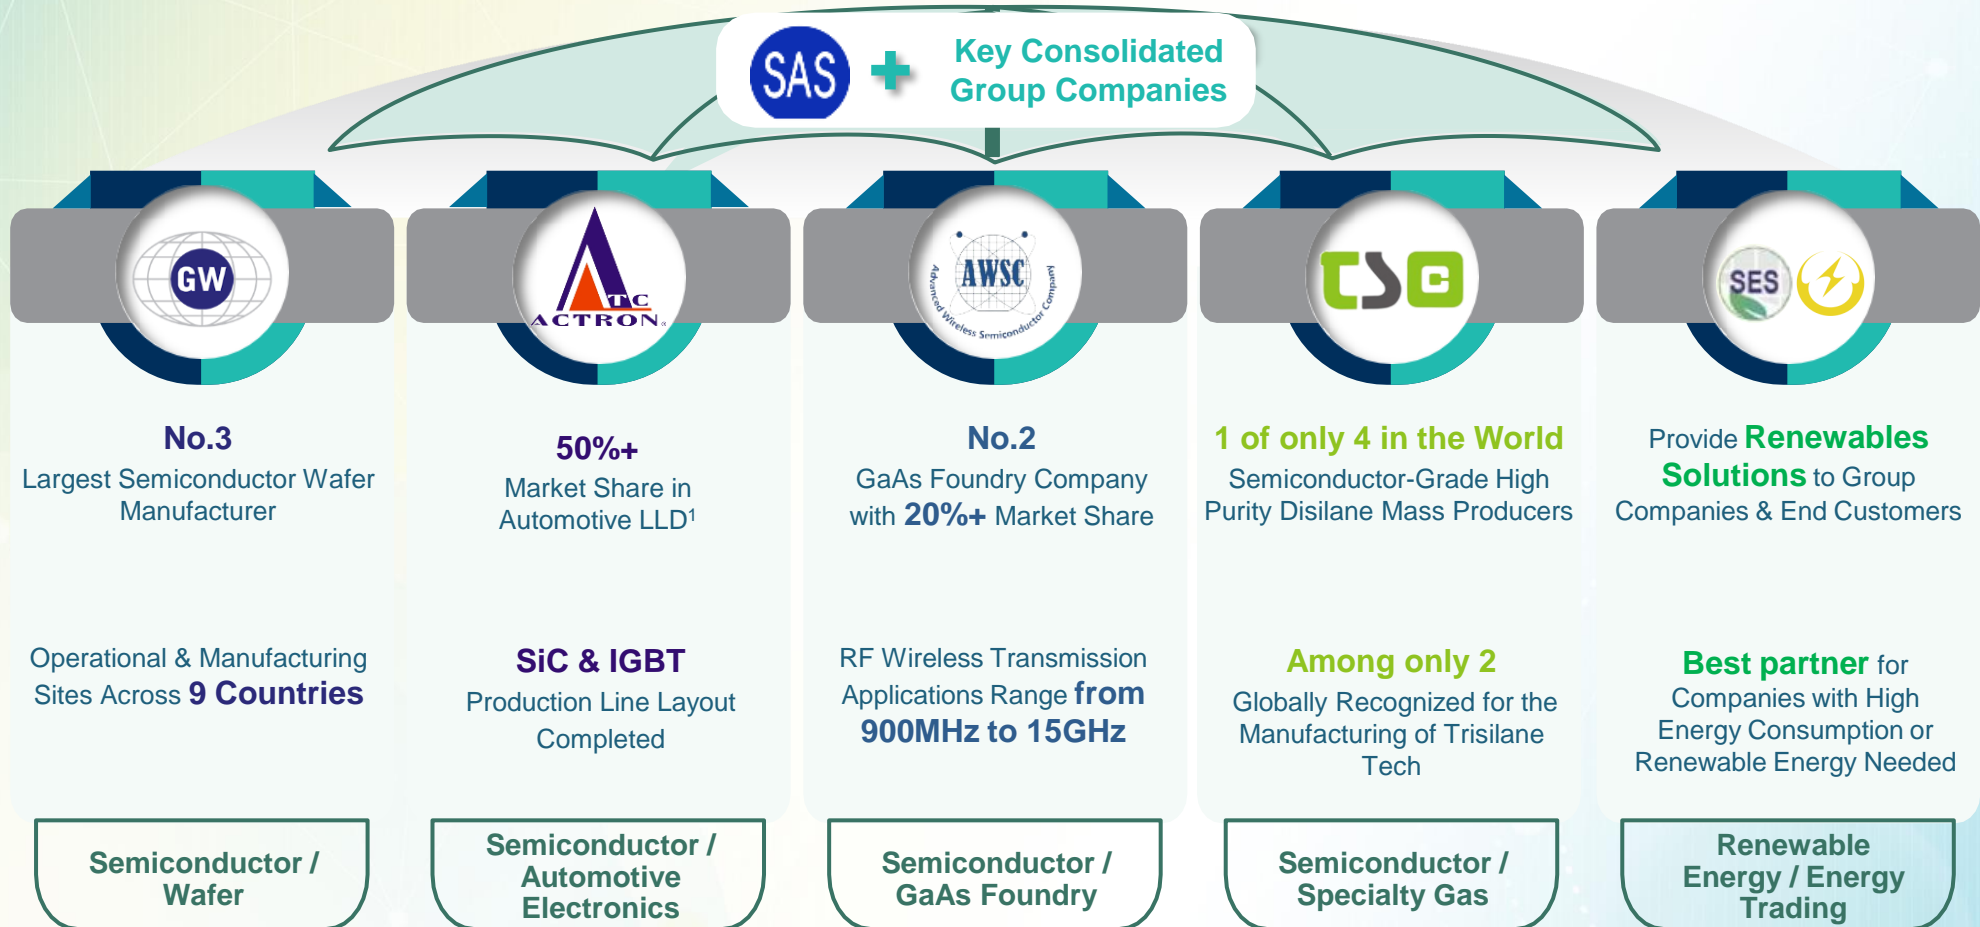 SAS
Key Consolidated
Group Companies
GW
TC
ACTRON
AWSC
Advanced Wireless Semiconductor Company
TSC
SES
No.3
Largest Semiconductor Wafer
Manufacturer
Operational & Manufacturing
Sites Across 9 Countries
Semiconductor /
Wafer
50%+
Market Share in
Automotive LLD¹
SiC & IGBT
Production Line Layout
Completed
Semiconductor /
Automotive
Electronics
No.2
GaAs Foundry Company
with 20%+ Market Share
RF Wireless Transmission
Applications Range from
900MHz to 15GHz
Semiconductor /
GaAs Foundry
1 of only 4 in the World
Semiconductor-Grade High
Purity Disilane Mass Producers
Among only 2
Globally Recognized for the
Manufacturing of Trisilane
Tech
Semiconductor /
Specialty Gas
Provide Renewables
Solutions to Group
Companies & End Customers
Best partner for
Companies with High
Energy Consumption or
Renewable Energy Needed
Renewable
Energy / Energy
Trading